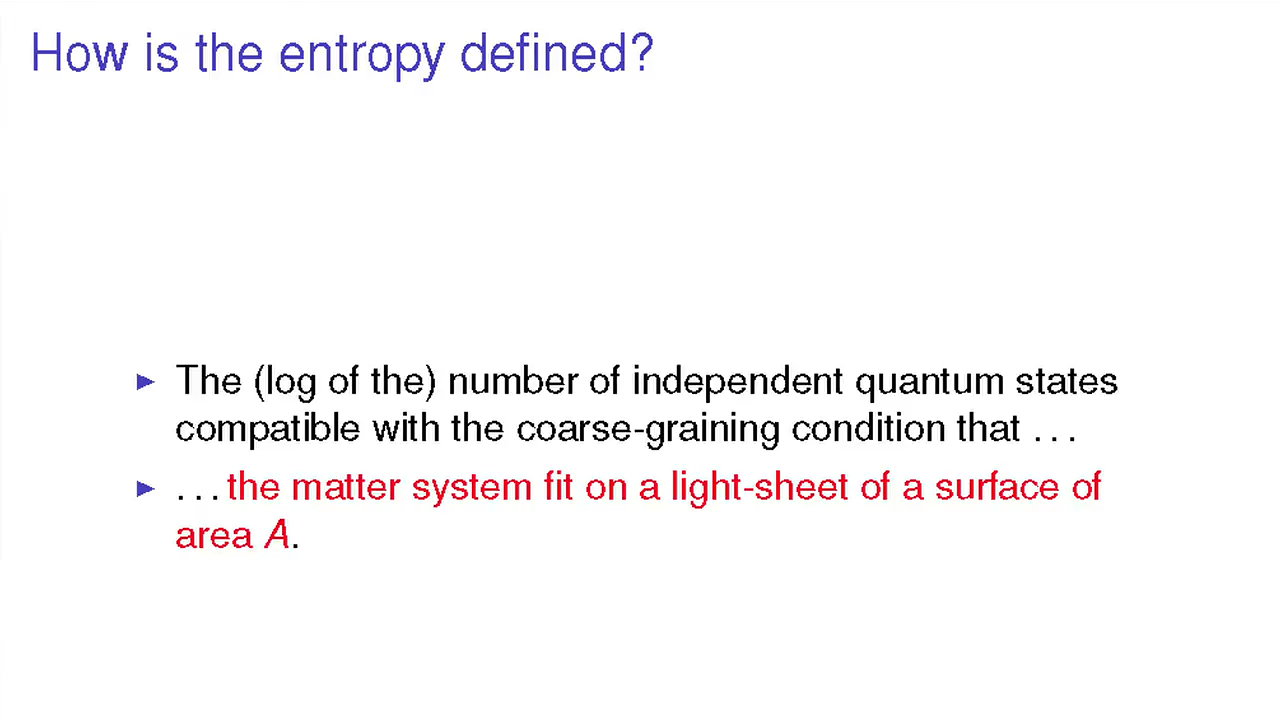 How is the entropy defined?
▶ The (log of the) number of independent quantum states
compatible with the coarse-graining condition that ...
▶ ...the matter system fit on a light-sheet of a surface of
area A.